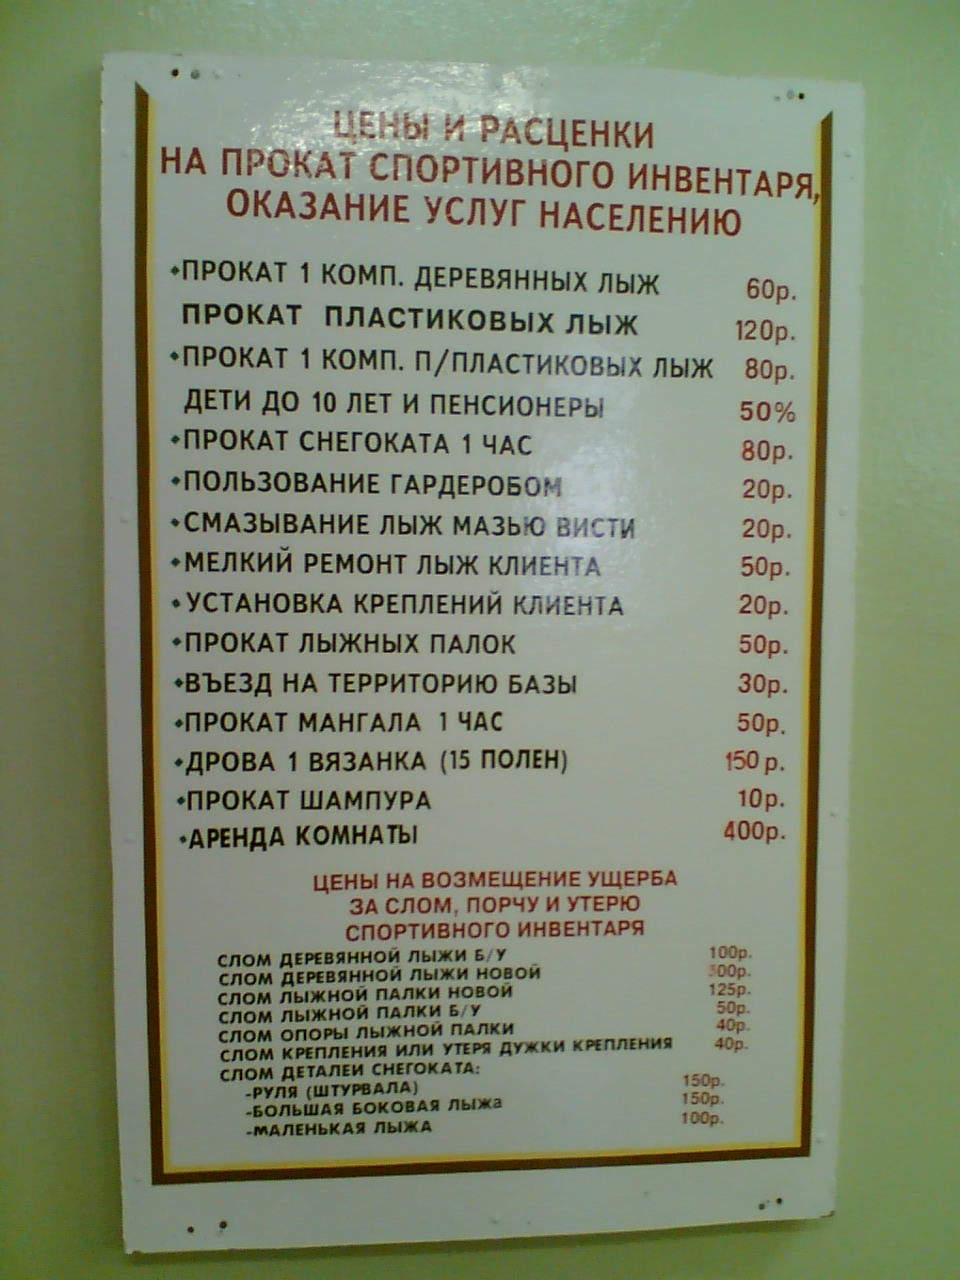 ЦЕНЫ И РАСЦЕНКИ
НА ПРОКАТ СПОРТИВНОГО ИНВЕНТАРЯ,
ОКАЗАНИЕ УСЛУГ НАСЕЛЕНИЮ
•ПРОКАТ 1 КОМП. ДЕРЕВЯННЫХ ЛЫЖ 60р.
ПРОКАТ ПЛАСТИКОВЫХ ЛЫЖ 120р.
•ПРОКАТ 1 КОМП. П/ПЛАСТИКОВЫХ ЛЫЖ 80р.
ДЕТИ ДО 10 ЛЕТ И ПЕНСИОНЕРЫ 50%
•ПРОКАТ СНЕГОКАТА 1 ЧАС 80р.
•ПОЛЬЗОВАНИЕ ГАРДЕРОБОМ 20р.
•СМАЗЫВАНИЕ ЛЫЖ МАЗЬЮ ВИСТИ 20р.
•МЕЛКИЙ РЕМОНТ ЛЫЖ КЛИЕНТА 50р.
•УСТАНОВКА КРЕПЛЕНИЙ КЛИЕНТА 20р.
•ПРОКАТ ЛЫЖНЫХ ПАЛОК 50р.
•ВЪЕЗД НА ТЕРРИТОРИЮ БАЗЫ 30р.
•ПРОКАТ МАНГАЛА 1 ЧАС 50р.
•ДРОВА 1 ВЯЗАНКА (15 ПОЛЕН) 150р.
•ПРОКАТ ШАМПУРА 10р.
•АРЕНДА КОМНАТЫ 400р.
ЦЕНЫ НА ВОЗМЕЩЕНИЕ УЩЕРБА
ЗА СЛОМ, ПОРЧУ И УТЕРЮ
СПОРТИВНОГО ИНВЕНТАРЯ
СЛОМ ДЕРЕВЯННОЙ ЛЫЖИ Б/У 100р.
СЛОМ ДЕРЕВЯННОЙ ЛЫЖИ НОВОЙ
СЛОМ ЛЫЖНОЙ ПАЛКИ НОВОЙ 125р.
СЛОМ ЛЫЖНОЙ ПАЛКИ Б/У 50р.
СЛОМ ОПОРЫ ЛЫЖНОЙ ПАЛКИ 40р.
СЛОМ КРЕПЛЕНИЯ ИЛИ УТЕРЯ ДУЖКИ КРЕПЛЕНИЯ 40р.
СЛОМ ДЕТАЛЕЙ СНЕГОКАТА:
-РУЛЯ (ШТУРВАЛА) 150р.
-БОЛЬШАЯ БОКОВАЯ ЛЫЖа 150р.
-МАЛЕНЬКАЯ ЛЫЖА 100р.